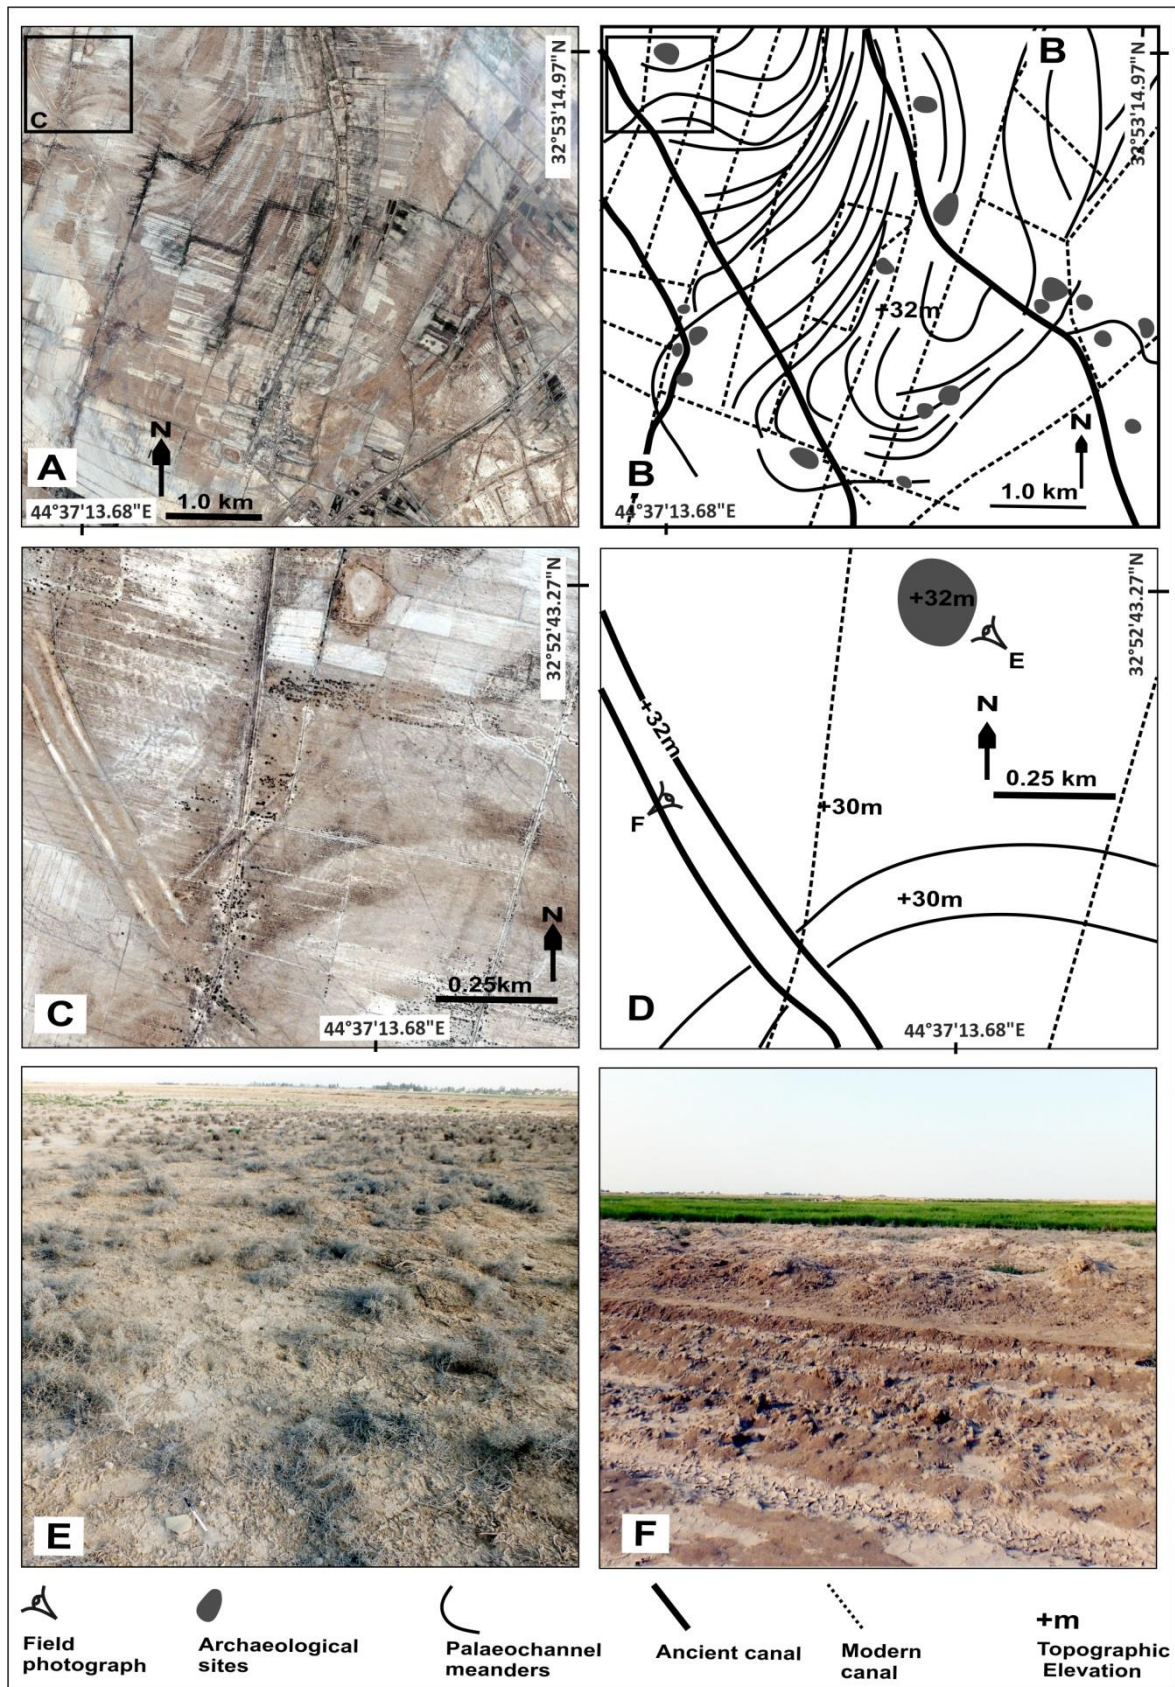 C
32°53'14.97"N
N
A
1.0 km
44°37'13.68"E
B
32°53'14.97"N
+32m
N
B
1.0 km
44°37'13.68"E
32°52'43.27"N
N
0.25km
C
44°37'13.68"E
+32m
32°52'43.27"N
E
N
+32m
0.25 km
+30m
F
+30m
D
44°37'13.68"E
E
F
Field
photograph
Archaeological
sites
Palaeochannel
meanders
Ancient canal
Modern
canal
+m
Topographic
Elevation